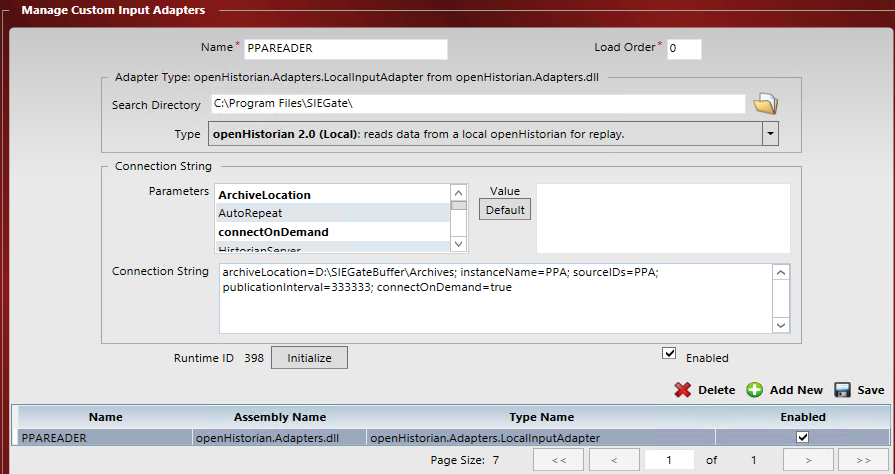 Manage Custom Input Adapters
Name* PPAREADER Load Order* 0
Adapter Type: openHistorian.Adapters.LocalInputAdapter from openHistorian.Adapters.dll
Search Directory C:\Program Files\SIEGate\
Type openHistorian 2.0 (Local): reads data from a local openHistorian for replay.
Connection String
Parameters ArchiveLocation Value
AutoRepeat Default
connectOnDemand
HistorianServer
Connection String archiveLocation=D:\SIEGateBuffer\Archives; instanceName=PPA; sourceIDs=PPA;
publicationInterval=333333; connectOnDemand=true
Runtime ID 398 Initialize Enabled
Delete Add New Save
Name Assembly Name Type Name Enabled
PPAREADER openHistorian.Adapters.dll openHistorian.Adapters.LocalInputAdapter
Page Size: 7 << < 1 of 1 > >>